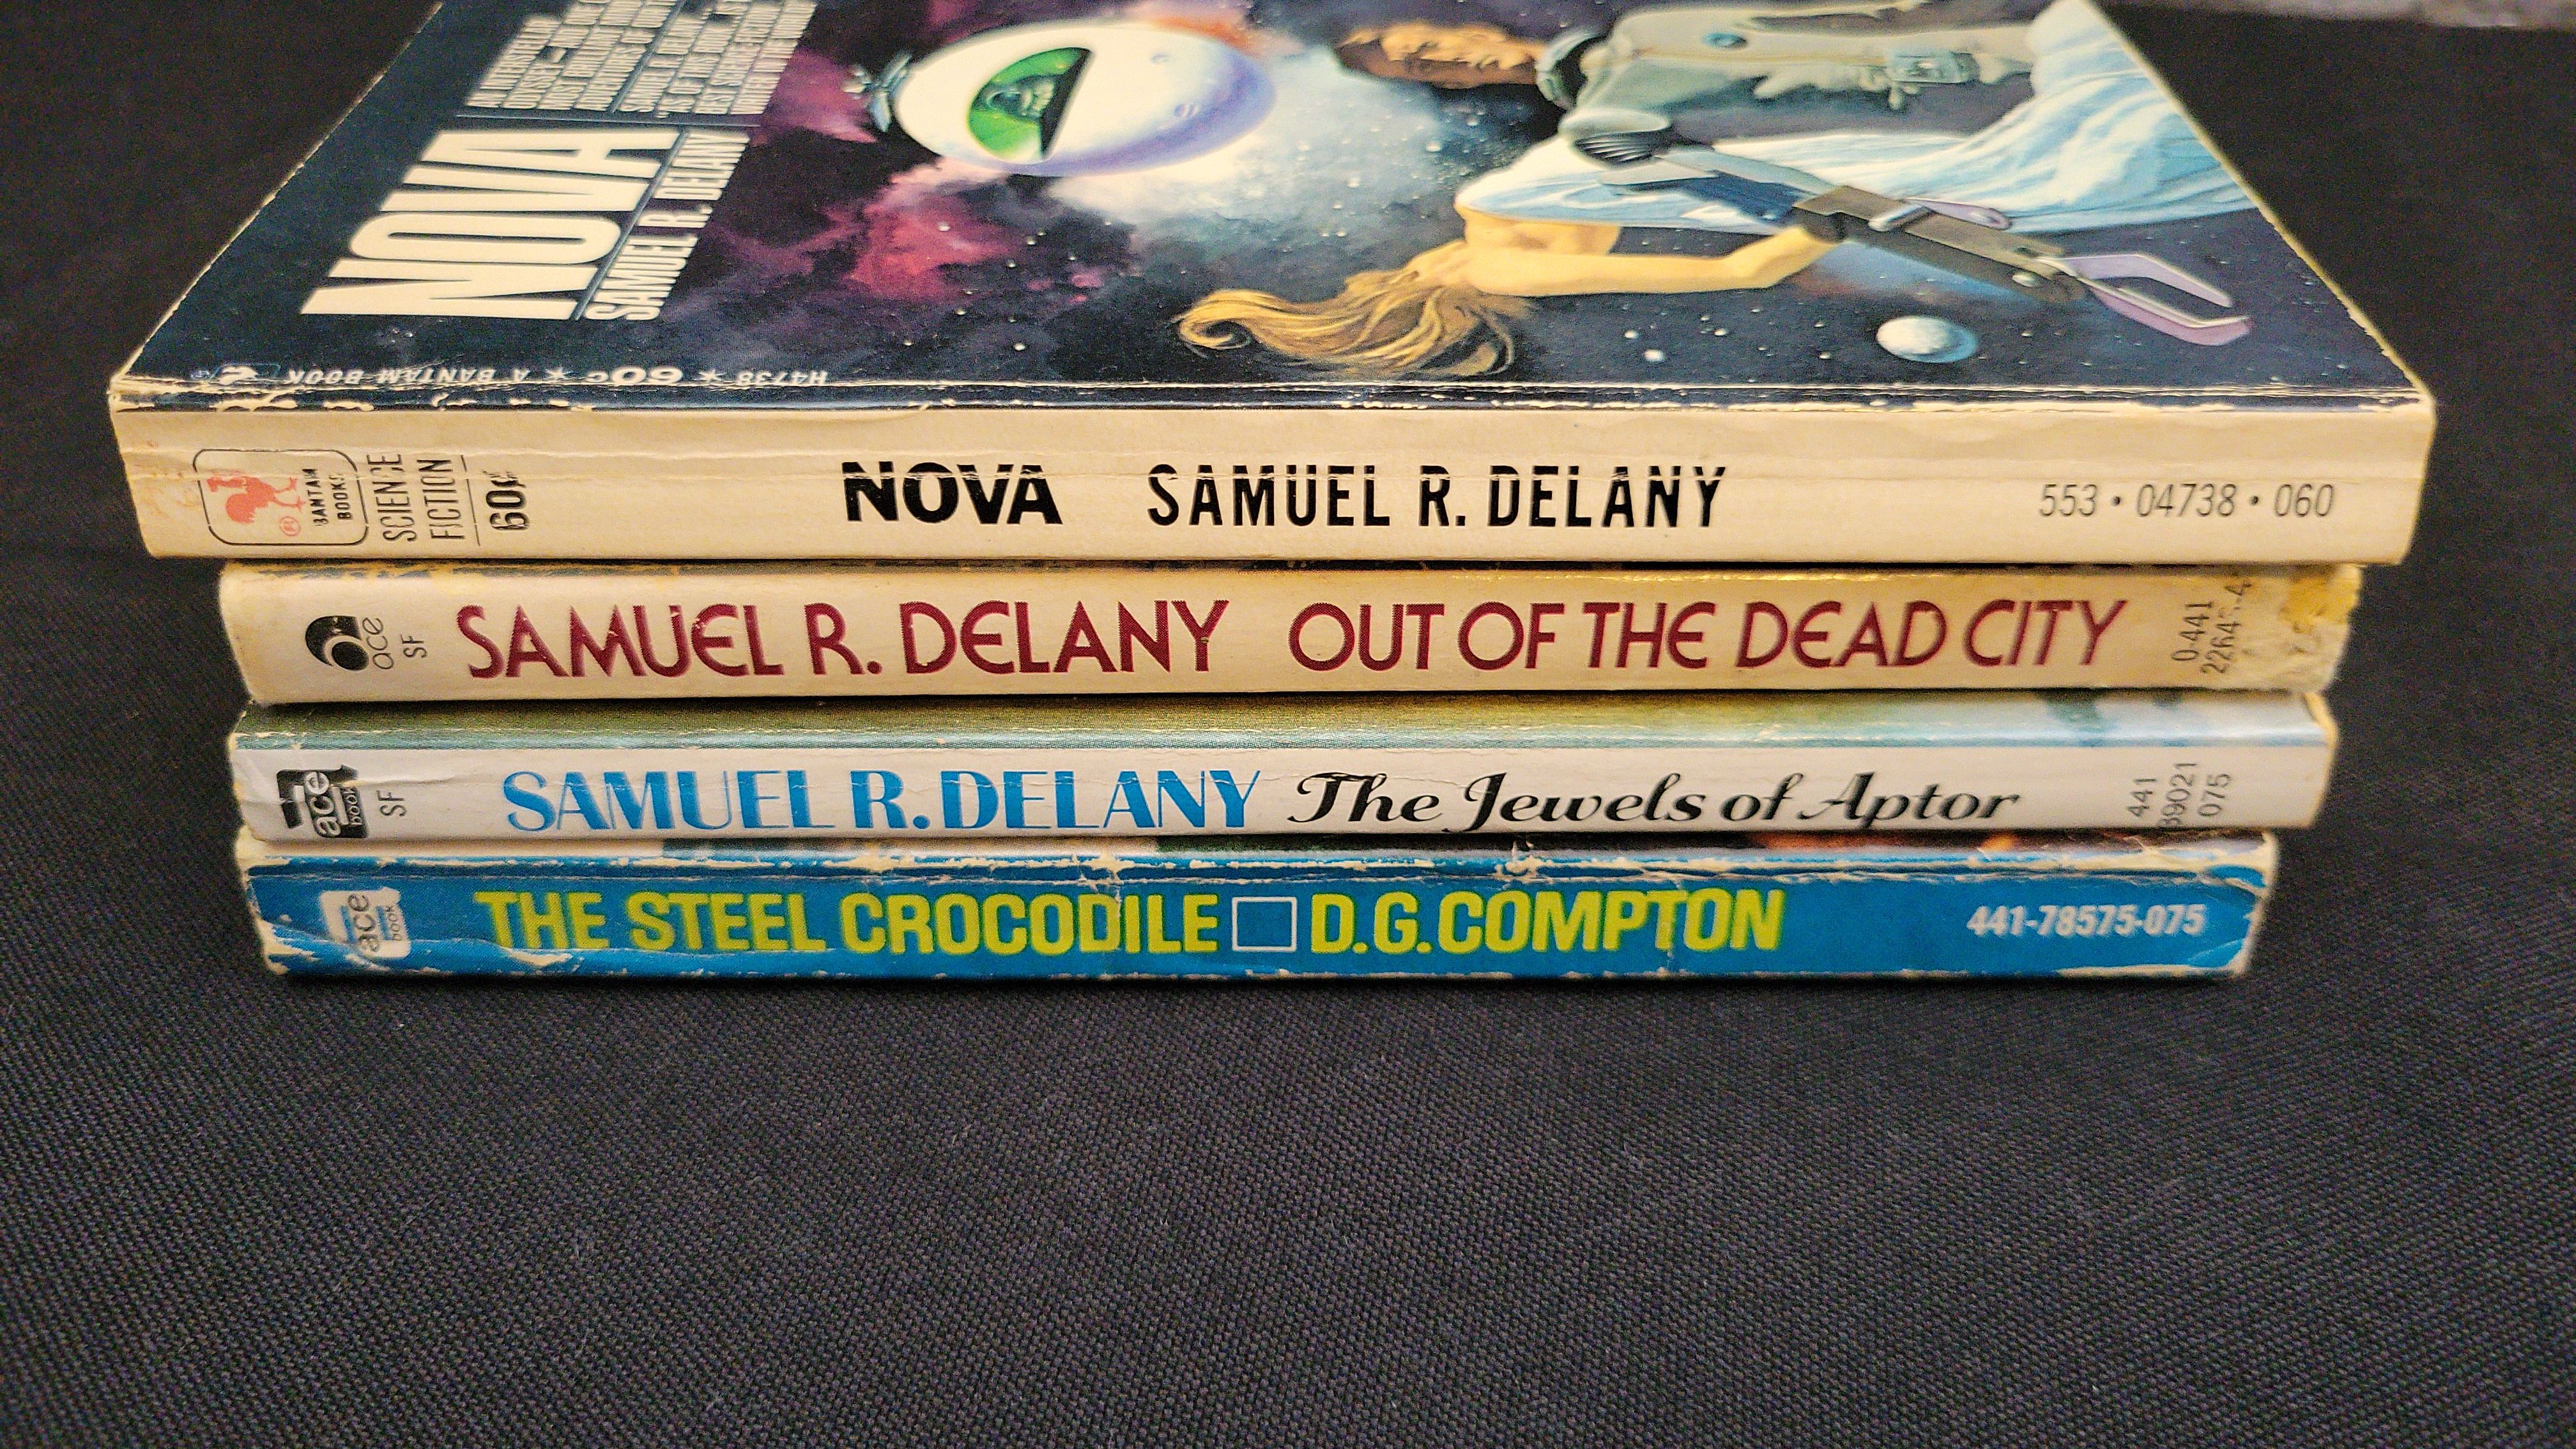 NOVA
SAMUEL R. DELANY
H4738 * 60¢ * A BANTAM BOOK
BANTAM
BOOKS
SCIENCE
FICTION
60¢
NOVA SAMUEL R. DELANY
553 • 04738 • 060
ace
SF
SAMUEL R. DELANY OUT OF THE DEAD CITY
0-441
ace
book
SF
SAMUEL R. DELANY The Jewels of Aptor
441
39021
075
ace
book
THE STEEL CROCODILE D.G. COMPTON
441-78575-075